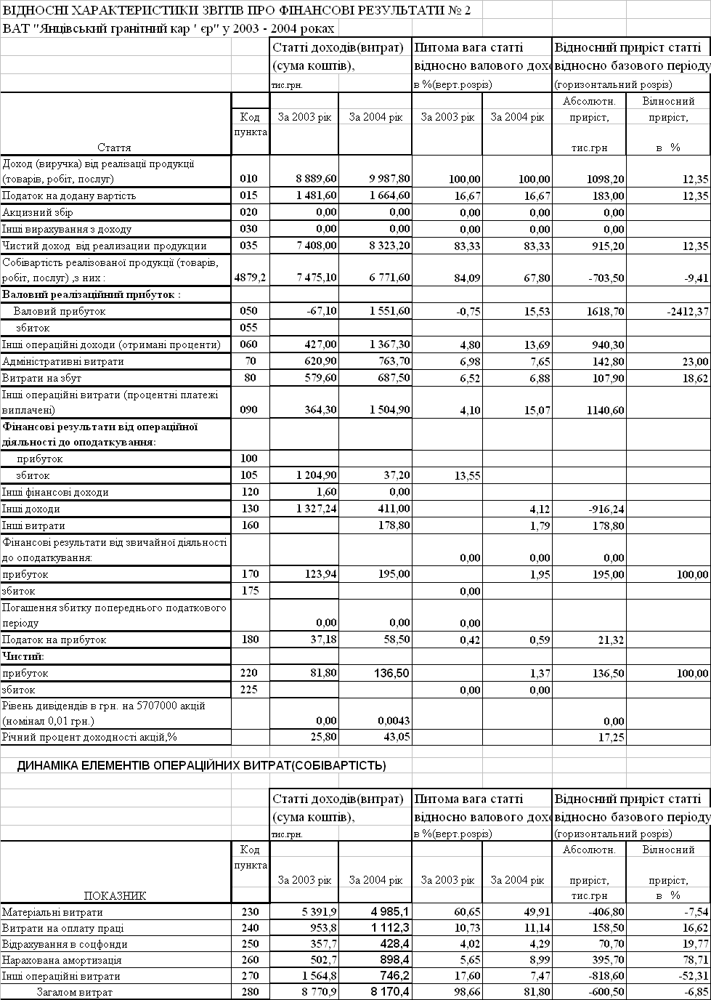 ВІДНОСНІ ХАРАКТЕРИСТИКИ ЗВІТІВ ПРО ФІНАНСОВІ РЕЗУЛЬТАТИ № 2
ВАТ "Янцівський гранітний кар ' єр" у 2003 - 2004 роках
Статті доходів(витрат) Питома вага статті Відносний приріст статті
(сума коштів), відносно валового дохо відносно базового періоду
тис.грн. в %(верт.розріз) (горизонтальний розріз)
Абсолютн. Вілносний
Код За 2003 рік За 2004 рік За 2003 рік За 2004 рік приріст, приріст,
пункта
Стаття тис.грн в %
Доход (виручка) від реалізації продукції
(товарів, робіт, послуг) 010 8 889,60 9 987,80 100,00 100,00 1098,20 12,35
Податок на додану вартість 015 1 481,60 1 664,60 16,67 16,67 183,00 12,35
Акцизний збір 020 0,00 0,00 0,00 0,00 0,00
Інші вирахування з доходу 030 0,00 0,00 0,00 0,00 0,00
Чистий доход від реализации продукции 035 7 408,00 8 323,20 83,33 83,33 915,20 12,35
Собівартість реалізованої продукції (товарів,
робіт, послуг) ,з них : 4879,2 7 475,10 6 771,60 84,09 67,80 -703,50 -9,41
Валовий реалізаційний прибуток :
Валовий прибуток 050 -67,10 1 551,60 -0,75 15,53 1618,70 -2412,37
збиток 055
Інші операційні доходи (отримані проценти) 060 427,00 1 367,30 4,80 13,69 940,30
Адміністративні витрати 70 620,90 763,70 6,98 7,65 142,80 23,00
Витрати на збут 80 579,60 687,50 6,52 6,88 107,90 18,62
Інші операційні витрати (процентні платежі
виплачені) 090 364,30 1 504,90 4,10 15,07 1140,60
Фінансові результати від операційної
діяльності до оподаткування:
прибуток 100
збиток 105 1 204,90 37,20 13,55
Інші фінансові доходи 120 1,60 0,00
Інші доходи 130 1 327,24 411,00 4,12 -916,24
Інші витрати 160 178,80 1,79 178,80
Фінансові результати від звичайної діяльності
до оподаткування: 0,00 0,00 0,00
прибуток 170 123,94 195,00 1,95 195,00 100,00
збиток 175 0,00
Погашення збитку попереднього податкового
періоду 0,00 0,00 0,00
Податок на прибуток 180 37,18 58,50 0,42 0,59 21,32
Чистий:
прибуток 220 81,80 136,50 1,37 136,50 100,00
збиток 225 0,00 0,00
Рівень дивідендів в грн. на 5707000 акцій
(номінал 0,01 грн.) 0,00 0,0043 0,00
Річний процент доходності акцій,% 25,80 43,05 17,25
ДИНАМІКА ЕЛЕМЕНТІВ ОПЕРАЦІЙНИХ ВИТРАТ(СОБІВАРТІСТЬ)
Статті доходів(витрат) Питома вага статті Відносний приріст статті
(сума коштів), відносно валового дохо відносно базового періоду
тис.грн. в %(верт.розріз) (горизонтальний розріз)
Код Абсолютн. Вілносний
пункта
За 2003 рік За 2004 рік За 2003 рік За 2004 рік приріст, приріст,
ПОКАЗНИК тис.грн в %
Матеріальні витрати 230 5 391,9 4 985,1 60,65 49,91 -406,80 -7,54
Витрати на оплату праці 240 953,8 1 112,3 10,73 11,14 158,50 16,62
Відрахування в соцфонди 250 357,7 428,4 4,02 4,29 70,70 19,77
Нарахована амортизація 260 502,7 898,4 5,65 8,99 395,70 78,71
Інші операційні витрати 270 1 564,8 746,2 17,60 7,47 -818,60 -52,31
Загалом витрат 280 8 770,9 8 170,4 98,66 81,80 -600,50 -6,85